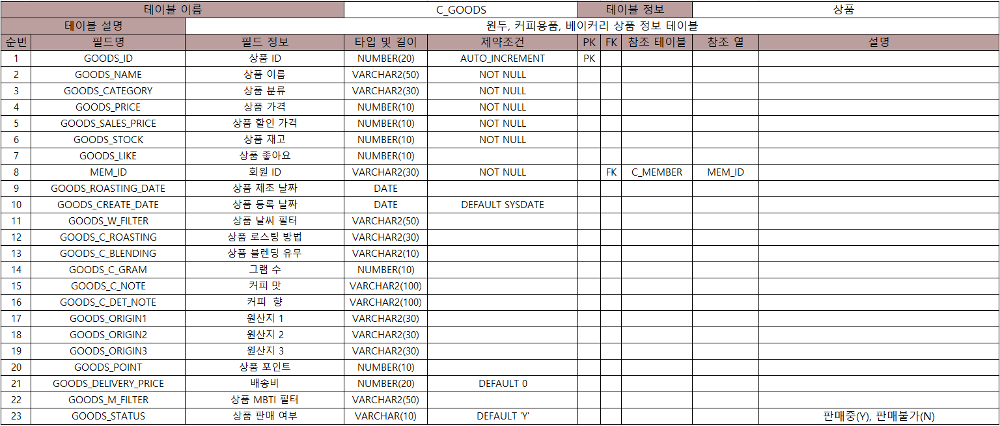 테이블 이름 C_GOODS 테이블 정보 상품
테이블 설명 원두, 커피용품, 베이커리 상품 정보 테이블
순번 필드명 필드 정보 타입 및 길이 제약조건 PK FK 참조 테이블 참조 열 설명
1 GOODS_ID 상품 ID NUMBER(20) AUTO_INCREMENT PK
2 GOODS_NAME 상품 이름 VARCHAR2(50) NOT NULL
3 GOODS_CATEGORY 상품 분류 VARCHAR2(30) NOT NULL
4 GOODS_PRICE 상품 가격 NUMBER(10) NOT NULL
5 GOODS_SALES_PRICE 상품 할인 가격 NUMBER(10) NOT NULL
6 GOODS_STOCK 상품 재고 NUMBER(10) NOT NULL
7 GOODS_LIKE 상품 좋아요 NUMBER(10)
8 MEM_ID 회원 ID VARCHAR2(30) NOT NULL FK C_MEMBER MEM_ID
9 GOODS_ROASTING_DATE 상품 제조 날짜 DATE
10 GOODS_CREATE_DATE 상품 등록 날짜 DATE DEFAULT SYSDATE
11 GOODS_W_FILTER 상품 날씨 필터 VARCHAR2(50)
12 GOODS_C_ROASTING 상품 로스팅 방법 VARCHAR2(30)
13 GOODS_C_BLENDING 상품 블렌딩 유무 VARCHAR2(10)
14 GOODS_C_GRAM 그램 수 NUMBER(10)
15 GOODS_C_NOTE 커피 맛 VARCHAR2(100)
16 GOODS_C_DET_NOTE 커피 향 VARCHAR2(100)
17 GOODS_ORIGIN1 원산지 1 VARCHAR2(30)
18 GOODS_ORIGIN2 원산지 2 VARCHAR2(30)
19 GOODS_ORIGIN3 원산지 3 VARCHAR2(30)
20 GOODS_POINT 상품 포인트 NUMBER(10)
21 GOODS_DELIVERY_PRICE 배송비 NUMBER(20) DEFAULT 0
22 GOODS_M_FILTER 상품 MBTI 필터 VARCHAR2(50)
23 GOODS_STATUS 상품 판매 여부 VARCHAR(10) DEFAULT 'Y' 판매중(Y), 판매불가(N)